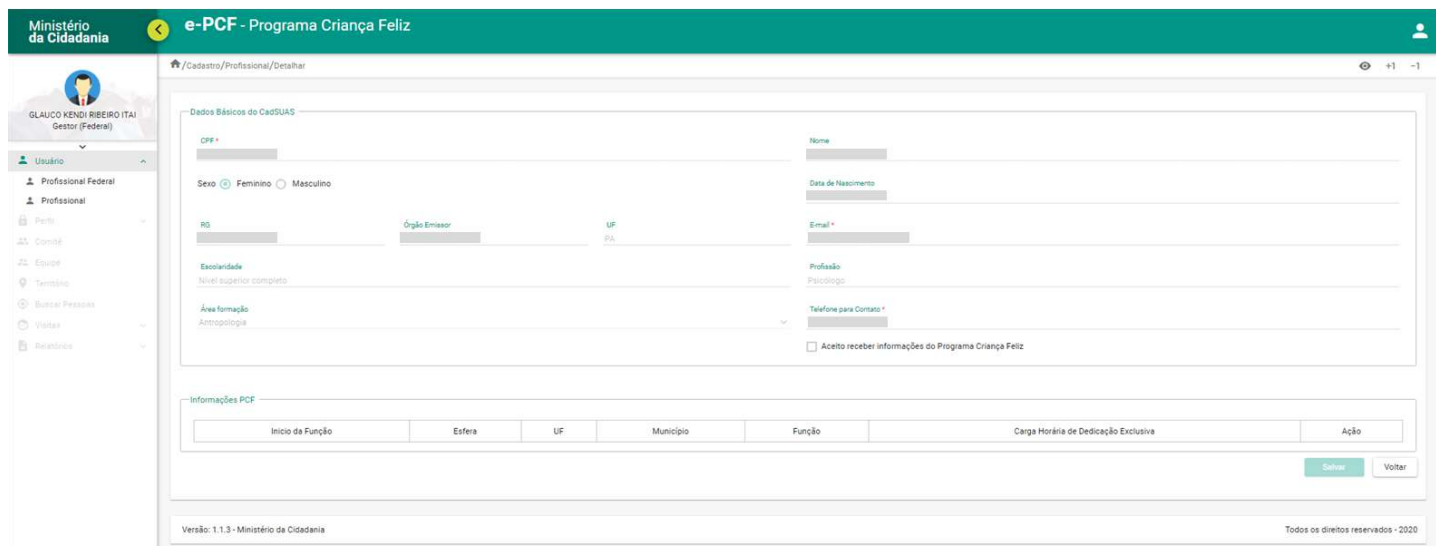 Ministério
da Cidadania
e-PCF - Programa Criança Feliz
/Cadastro/Profissional/Detalhar
+1 -1
GLAUCO KENDI RIBEIRO ITAI
Gestor (Federal)
Usuário
Profissional Federal
Profissional
Perfil
Comitê
Equipe
Território
Buscar Pessoas
Visitas
Relatórios
Dados Básicos do CadSUAS
CPF *
Nome
Sexo Feminino Masculino
Data de Nascimento
RG
Órgão Emissor
UF
PA
E-mail *
Escolaridade
Nível superior completo
Profissão
Psicólogo
Área formação
Antropologia
Telefone para Contato *
Aceito receber informações do Programa Criança Feliz
Informações PCF
Inicio da Função Esfera UF Município Função Carga Horária de Dedicação Exclusiva Ação
Salvar Voltar
Versão: 1.1.3 - Ministério da Cidadania
Todos os direitos reservados - 2020